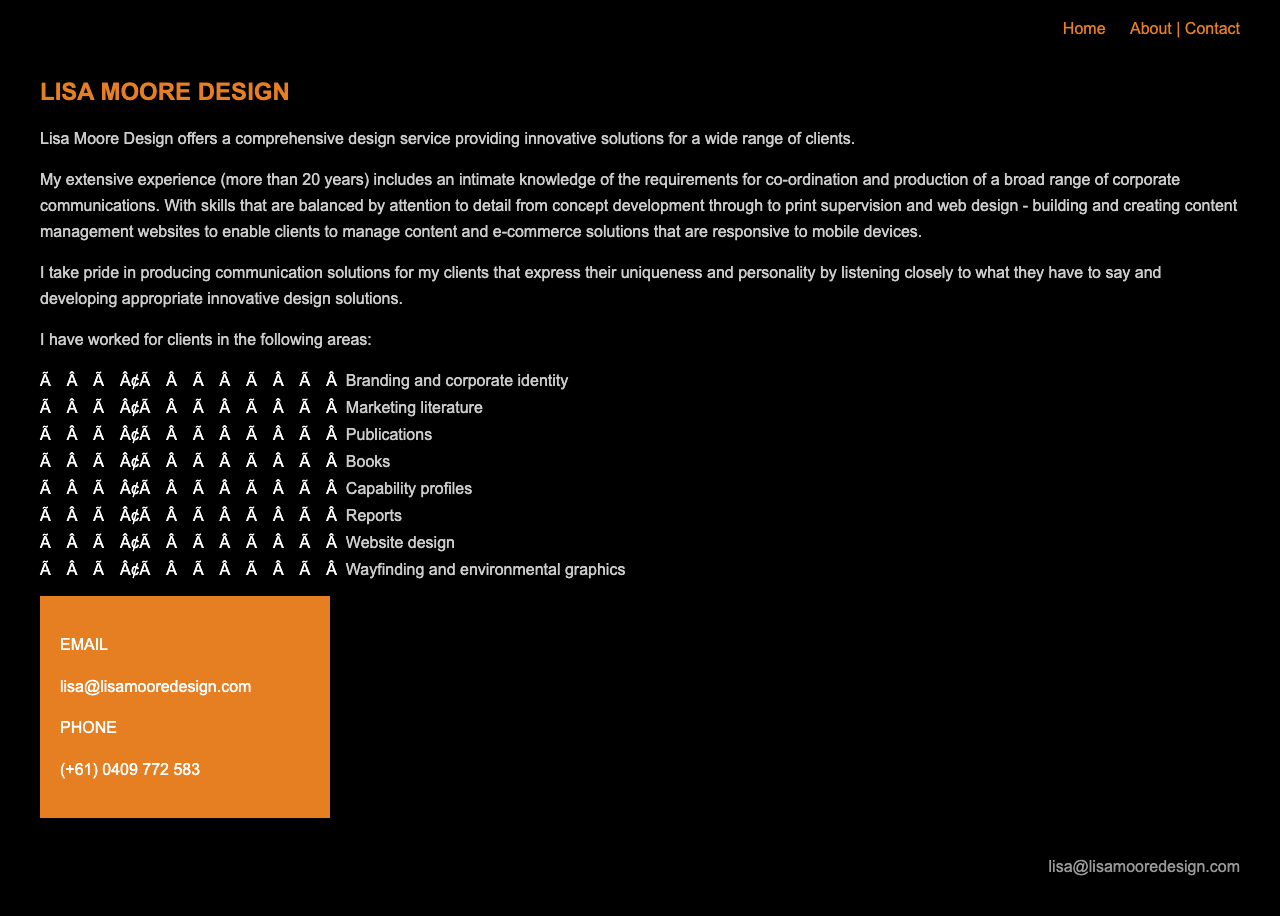 Home About | Contact
LISA MOORE DESIGN
Lisa Moore Design offers a comprehensive design service providing innovative solutions for a wide range of clients.
My extensive experience (more than 20 years) includes an intimate knowledge of the requirements for co-ordination and production of a broad range of corporate
communications. With skills that are balanced by attention to detail from concept development through to print supervision and web design - building and creating content
management websites to enable clients to manage content and e-commerce solutions that are responsive to mobile devices.
I take pride in producing communication solutions for my clients that express their uniqueness and personality by listening closely to what they have to say and
developing appropriate innovative design solutions.
I have worked for clients in the following areas:
Ã Â Ã Â¢Ã Â Ã Â Ã Â Ã Â Branding and corporate identity
Ã Â Ã Â¢Ã Â Ã Â Ã Â Ã Â Marketing literature
Ã Â Ã Â¢Ã Â Ã Â Ã Â Ã Â Publications
Ã Â Ã Â¢Ã Â Ã Â Ã Â Ã Â Books
Ã Â Ã Â¢Ã Â Ã Â Ã Â Ã Â Capability profiles
Ã Â Ã Â¢Ã Â Ã Â Ã Â Ã Â Reports
Ã Â Ã Â¢Ã Â Ã Â Ã Â Ã Â Website design
Ã Â Ã Â¢Ã Â Ã Â Ã Â Ã Â Wayfinding and environmental graphics
EMAIL
lisa@lisamooredesign.com
PHONE
(+61) 0409 772 583
lisa@lisamooredesign.com